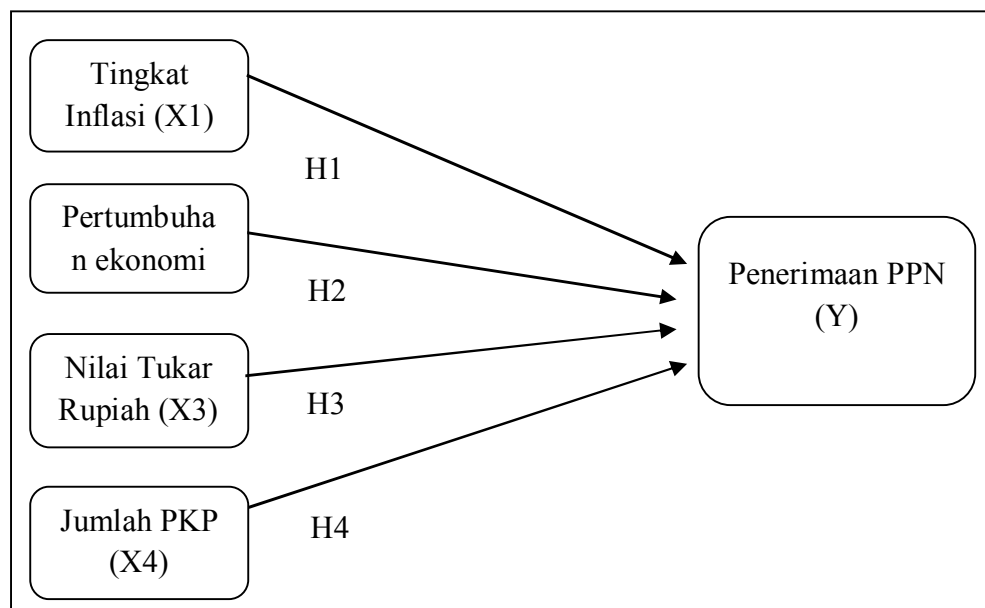 Tingkat
Inflasi (X1)
H1
Pertumbuha
n ekonomi
H2
Nilai Tukar
Rupiah (X3)
H3
Jumlah PKP
(X4)
H4
Penerimaan PPN
(Y)